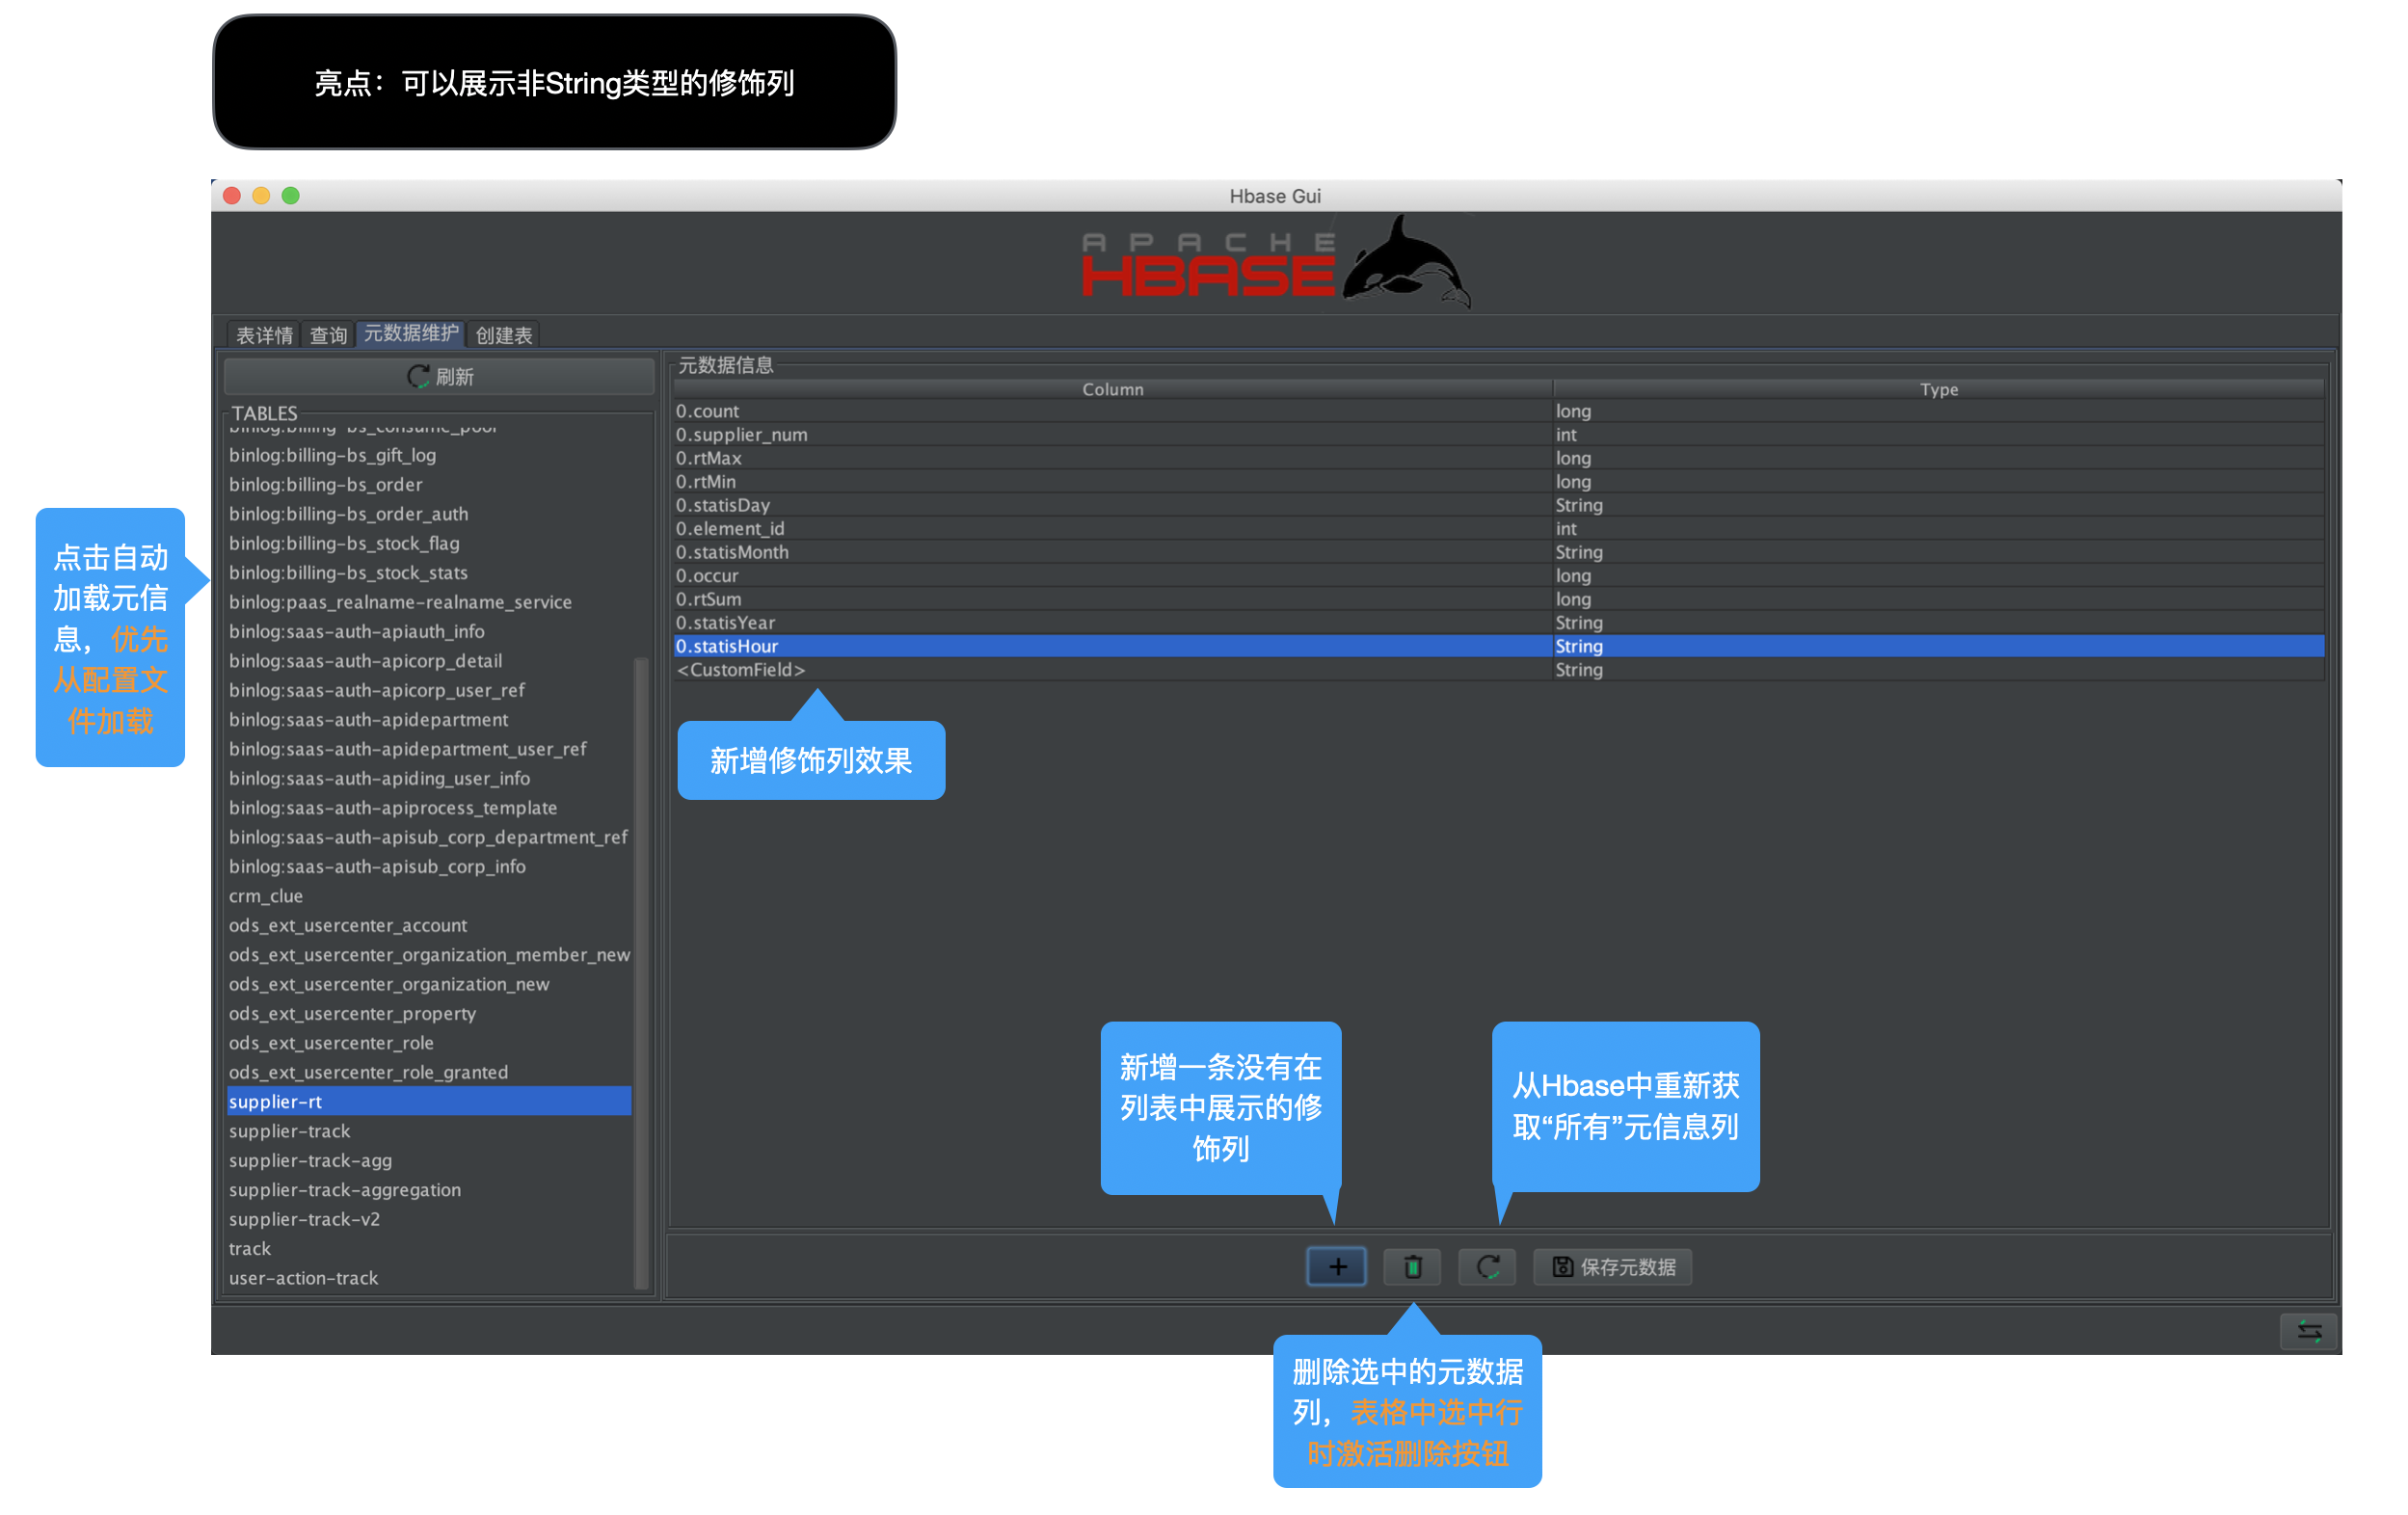 亮点：可以展示非String类型的修饰列
Hbase Gui
APACHE
HBASE
表详情
查询
元数据维护
创建表
刷新
TABLES
binlog:billing-bs_consume_pool
binlog:billing-bs_gift_log
binlog:billing-bs_order
binlog:billing-bs_order_auth
binlog:billing-bs_stock_flag
binlog:billing-bs_stock_stats
binlog:paas_realname-realname_service
binlog:saas-auth-apiauth_info
binlog:saas-auth-apicorp_detail
binlog:saas-auth-apicorp_user_ref
binlog:saas-auth-apidepartment
binlog:saas-auth-apidepartment_user_ref
binlog:saas-auth-apiding_user_info
binlog:saas-auth-apiprocess_template
binlog:saas-auth-apisub_corp_department_ref
binlog:saas-auth-apisub_corp_info
crm_clue
ods_ext_usercenter_account
ods_ext_usercenter_organization_member_new
ods_ext_usercenter_organization_new
ods_ext_usercenter_property
ods_ext_usercenter_role
ods_ext_usercenter_role_granted
supplier-rt
supplier-track
supplier-track-agg
supplier-track-aggregation
supplier-track-v2
track
user-action-track
点击自动
加载元信
息，优先
从配置文
件加载
元数据信息
Column Type
0.count long
0.supplier_num int
0.rtMax long
0.rtMin long
0.statisDay String
0.element_id int
0.statisMonth String
0.occur long
0.rtSum long
0.statisYear String
0.statisHour String
<CustomField> String
新增修饰列效果
新增一条没有在
列表中展示的修
饰列
从Hbase中重新获
取“所有”元信息列
保存元数据
删除选中的元数据
列，表格中选中行
时激活删除按钮